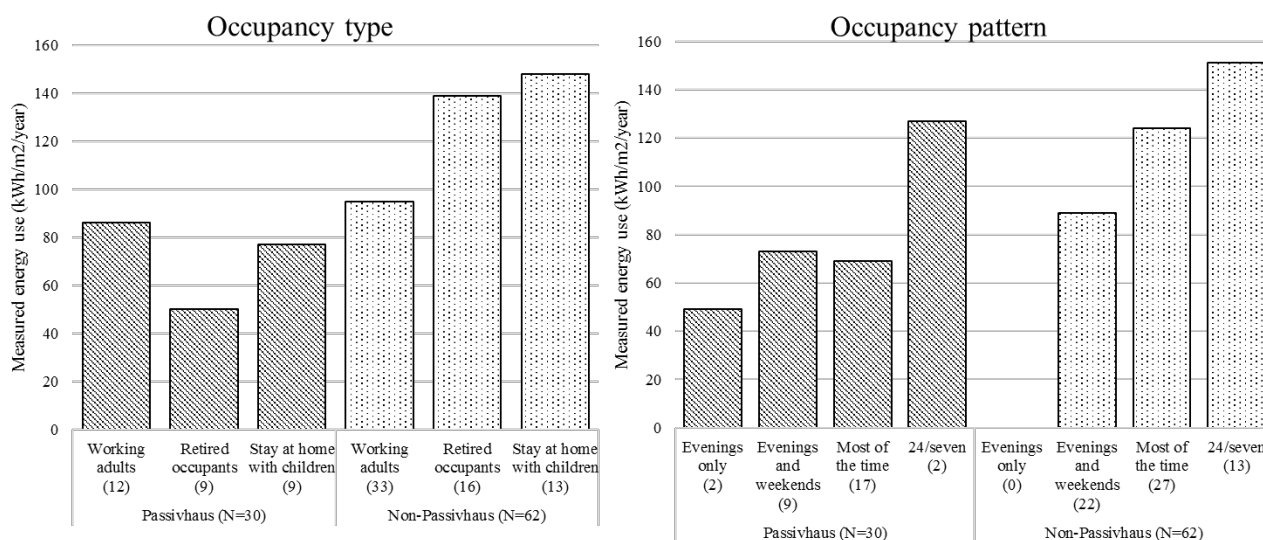 Occupancy type
Measured energy use (kWh/m2/year)
160
140
120
100
80
60
40
20
0
Working
adults
(12)
Retired
occupants
(9)
Stay at home
with children
(9)
Working
adults
(33)
Retired
occupants
(16)
Stay at home
with children
(13)
Passivhaus (N=30)
Non-Passivhaus (N=62)
Occupancy pattern
Measured energy use (kWh/m2/year)
160
140
120
100
80
60
40
20
0
Evenings
only
(2)
Evenings
and
weekends
(9)
Most of
the time
(17)
24/seven
(2)
Evenings
only
(0)
Evenings
and
weekends
(22)
Most of
the time
(27)
24/seven
(13)
Passivhaus (N=30)
Non-Passivhaus (N=62)